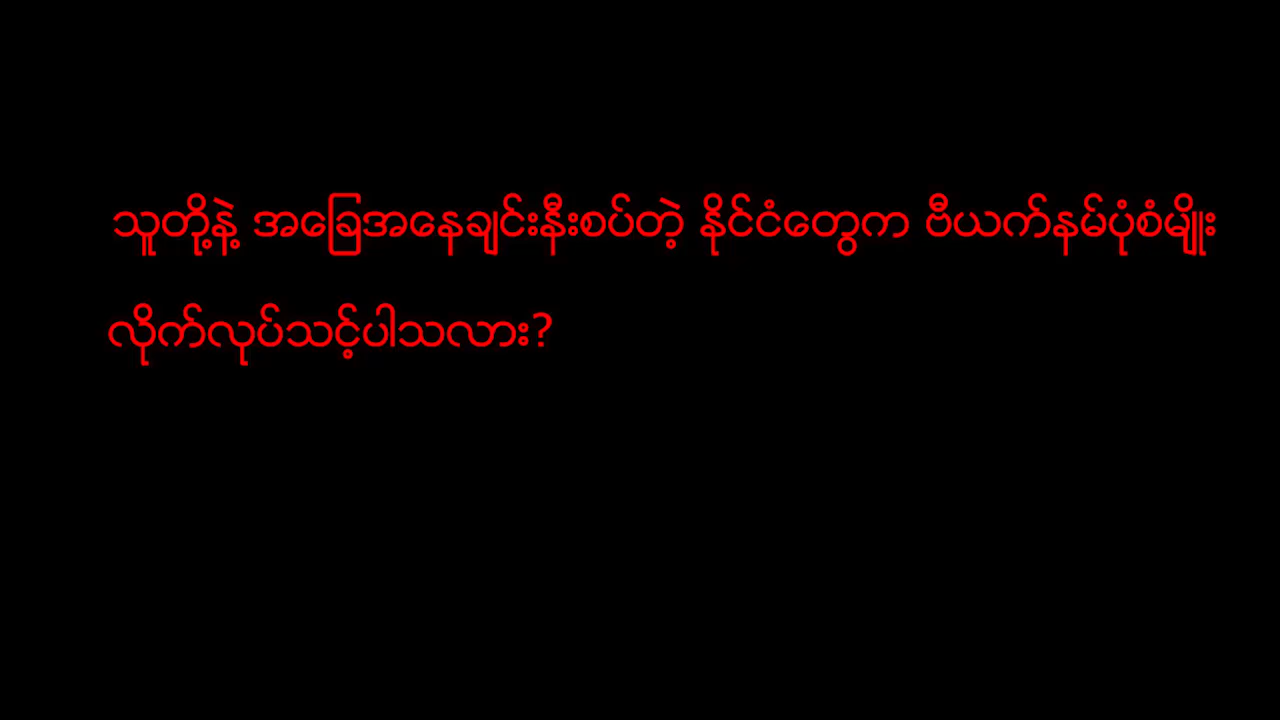 သူတို့နဲ့ အခြေအနေချင်းနီးစပ်တဲ့ နိုင်ငံတွေက ဗီယက်နမ်ပုံစံမျိုး
လိုက်လုပ်သင့်ပါသလား?